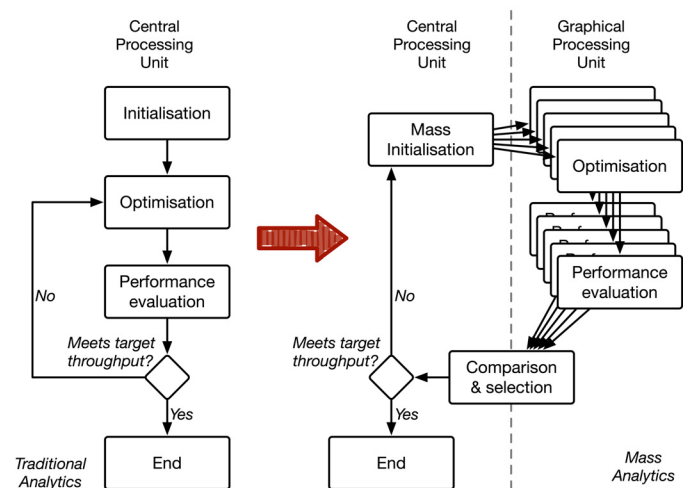 Central
Processing
Unit
Initialisation
Optimisation
Performance
evaluation
No
Meets target
throughput?
Yes
End
Traditional
Analytics
Central
Processing
Unit
Graphical
Processing
Unit
Mass
Initialisation
Optimisation
Performance
evaluation
No
Meets target
throughput?
Comparison
& selection
Yes
End
Mass
Analytics